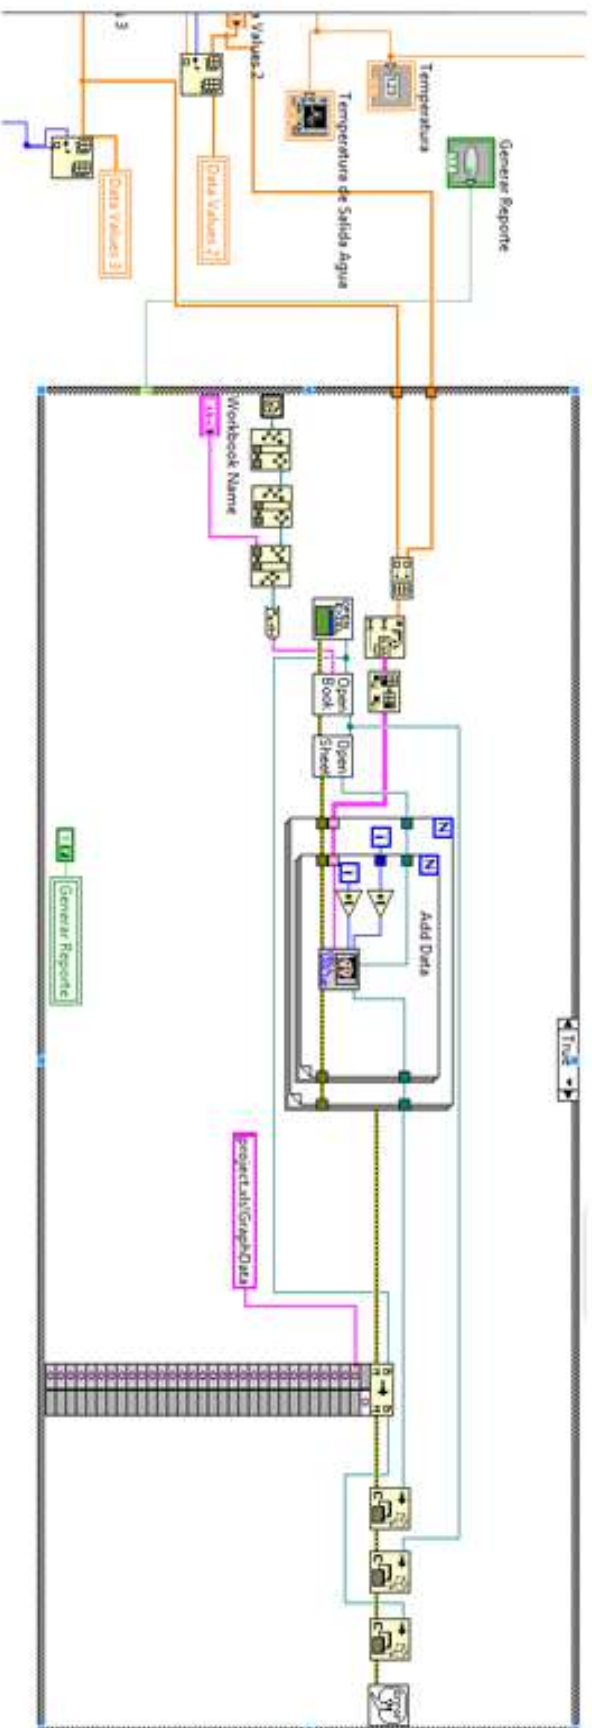 Generar Reporte
Temperatura
Temperatura de Salida Agua
Values 2
Data Values 2
3
Data Values 3
True
Workbook Name
Open
Book
Open
Sheet
N
N
i
i
Add Data
Generar Reporte
project.xls!GraphData